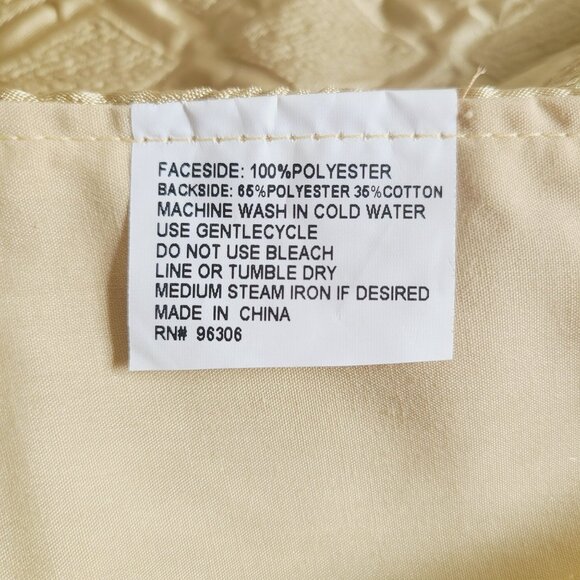 FACESIDE: 100%POLYESTER
BACKSIDE: 65%POLYESTER 35%COTTON
MACHINE WASH IN COLD WATER
USE GENTLECYCLE
DO NOT USE BLEACH
LINE OR TUMBLE DRY
MEDIUM STEAM IRON IF DESIRED
MADE IN CHINA
RN# 96306